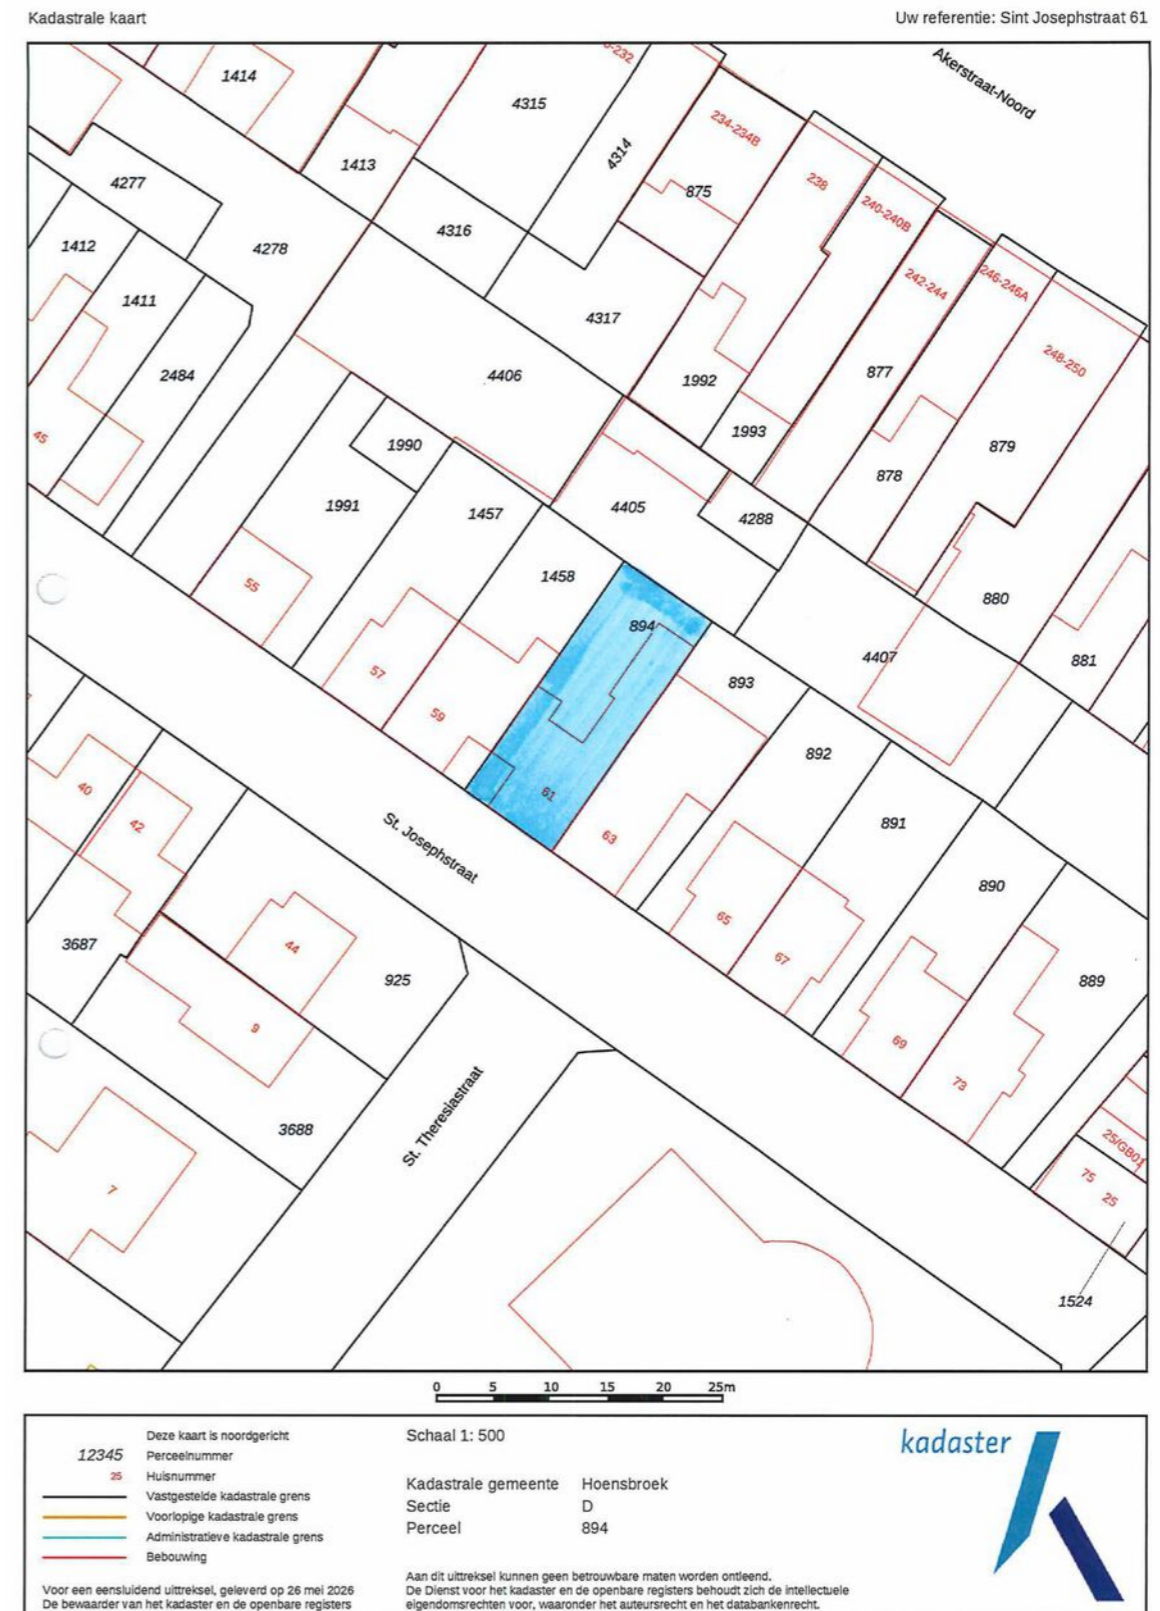 Kadastrale kaart
Uw referentie: Sint Josephstraat 61
Akerstraat-Noord
1414
4315
4314
234-234B
238
240-240B
242-244
246-246A
248-250
1413
875
4277
4316
1412
4278
1411
4317
2484
4406
1992
877
1993
879
878
45
1990
1991
1457
4405
4288
1458
55
894
880
4407
881
57
893
59
892
61
63
891
40
42
St. Josephstraat
890
65
67
3687
44
925
889
9
69
73
St. Theresiastraat
3688
25/GB01
75
25
7
1524
0 5 10 15 20 25m
Deze kaart is noordgericht
12345 Perceelnummer
25 Huisnummer
Vastgestelde kadastrale grens
Voorlopige kadastrale grens
Administratieve kadastrale grens
Bebouwing
Voor een eensluidend uittreksel, geleverd op 26 mei 2026
De bewaarder van het kadaster en de openbare registers
Schaal 1: 500
Kadastrale gemeente Hoensbroek
Sectie D
Perceel 894
Aan dit uittreksel kunnen geen betrouwbare maten worden ontleend.
De Dienst voor het kadaster en de openbare registers behoudt zich de intellectuele
eigendomsrechten voor, waaronder het auteursrecht en het databankenrecht.
kadaster